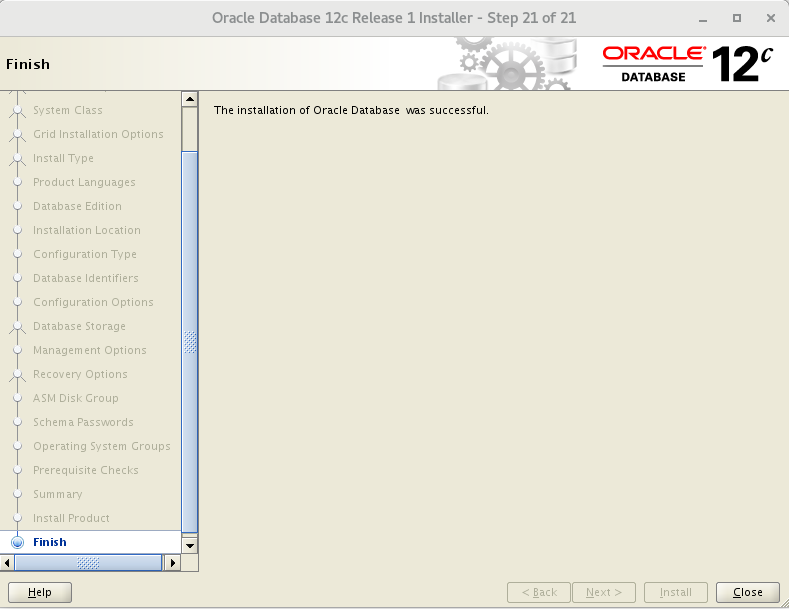 Oracle Database 12c Release 1 Installer - Step 21 of 21
Finish
ORACLE®
DATABASE
12c
System Class
Grid Installation Options
Install Type
Product Languages
Database Edition
Installation Location
Configuration Type
Database Identifiers
Configuration Options
Database Storage
Management Options
Recovery Options
ASM Disk Group
Schema Passwords
Operating System Groups
Prerequisite Checks
Summary
Install Product
Finish
The installation of Oracle Database  was successful.
Help
< Back
Next >
Install
Close